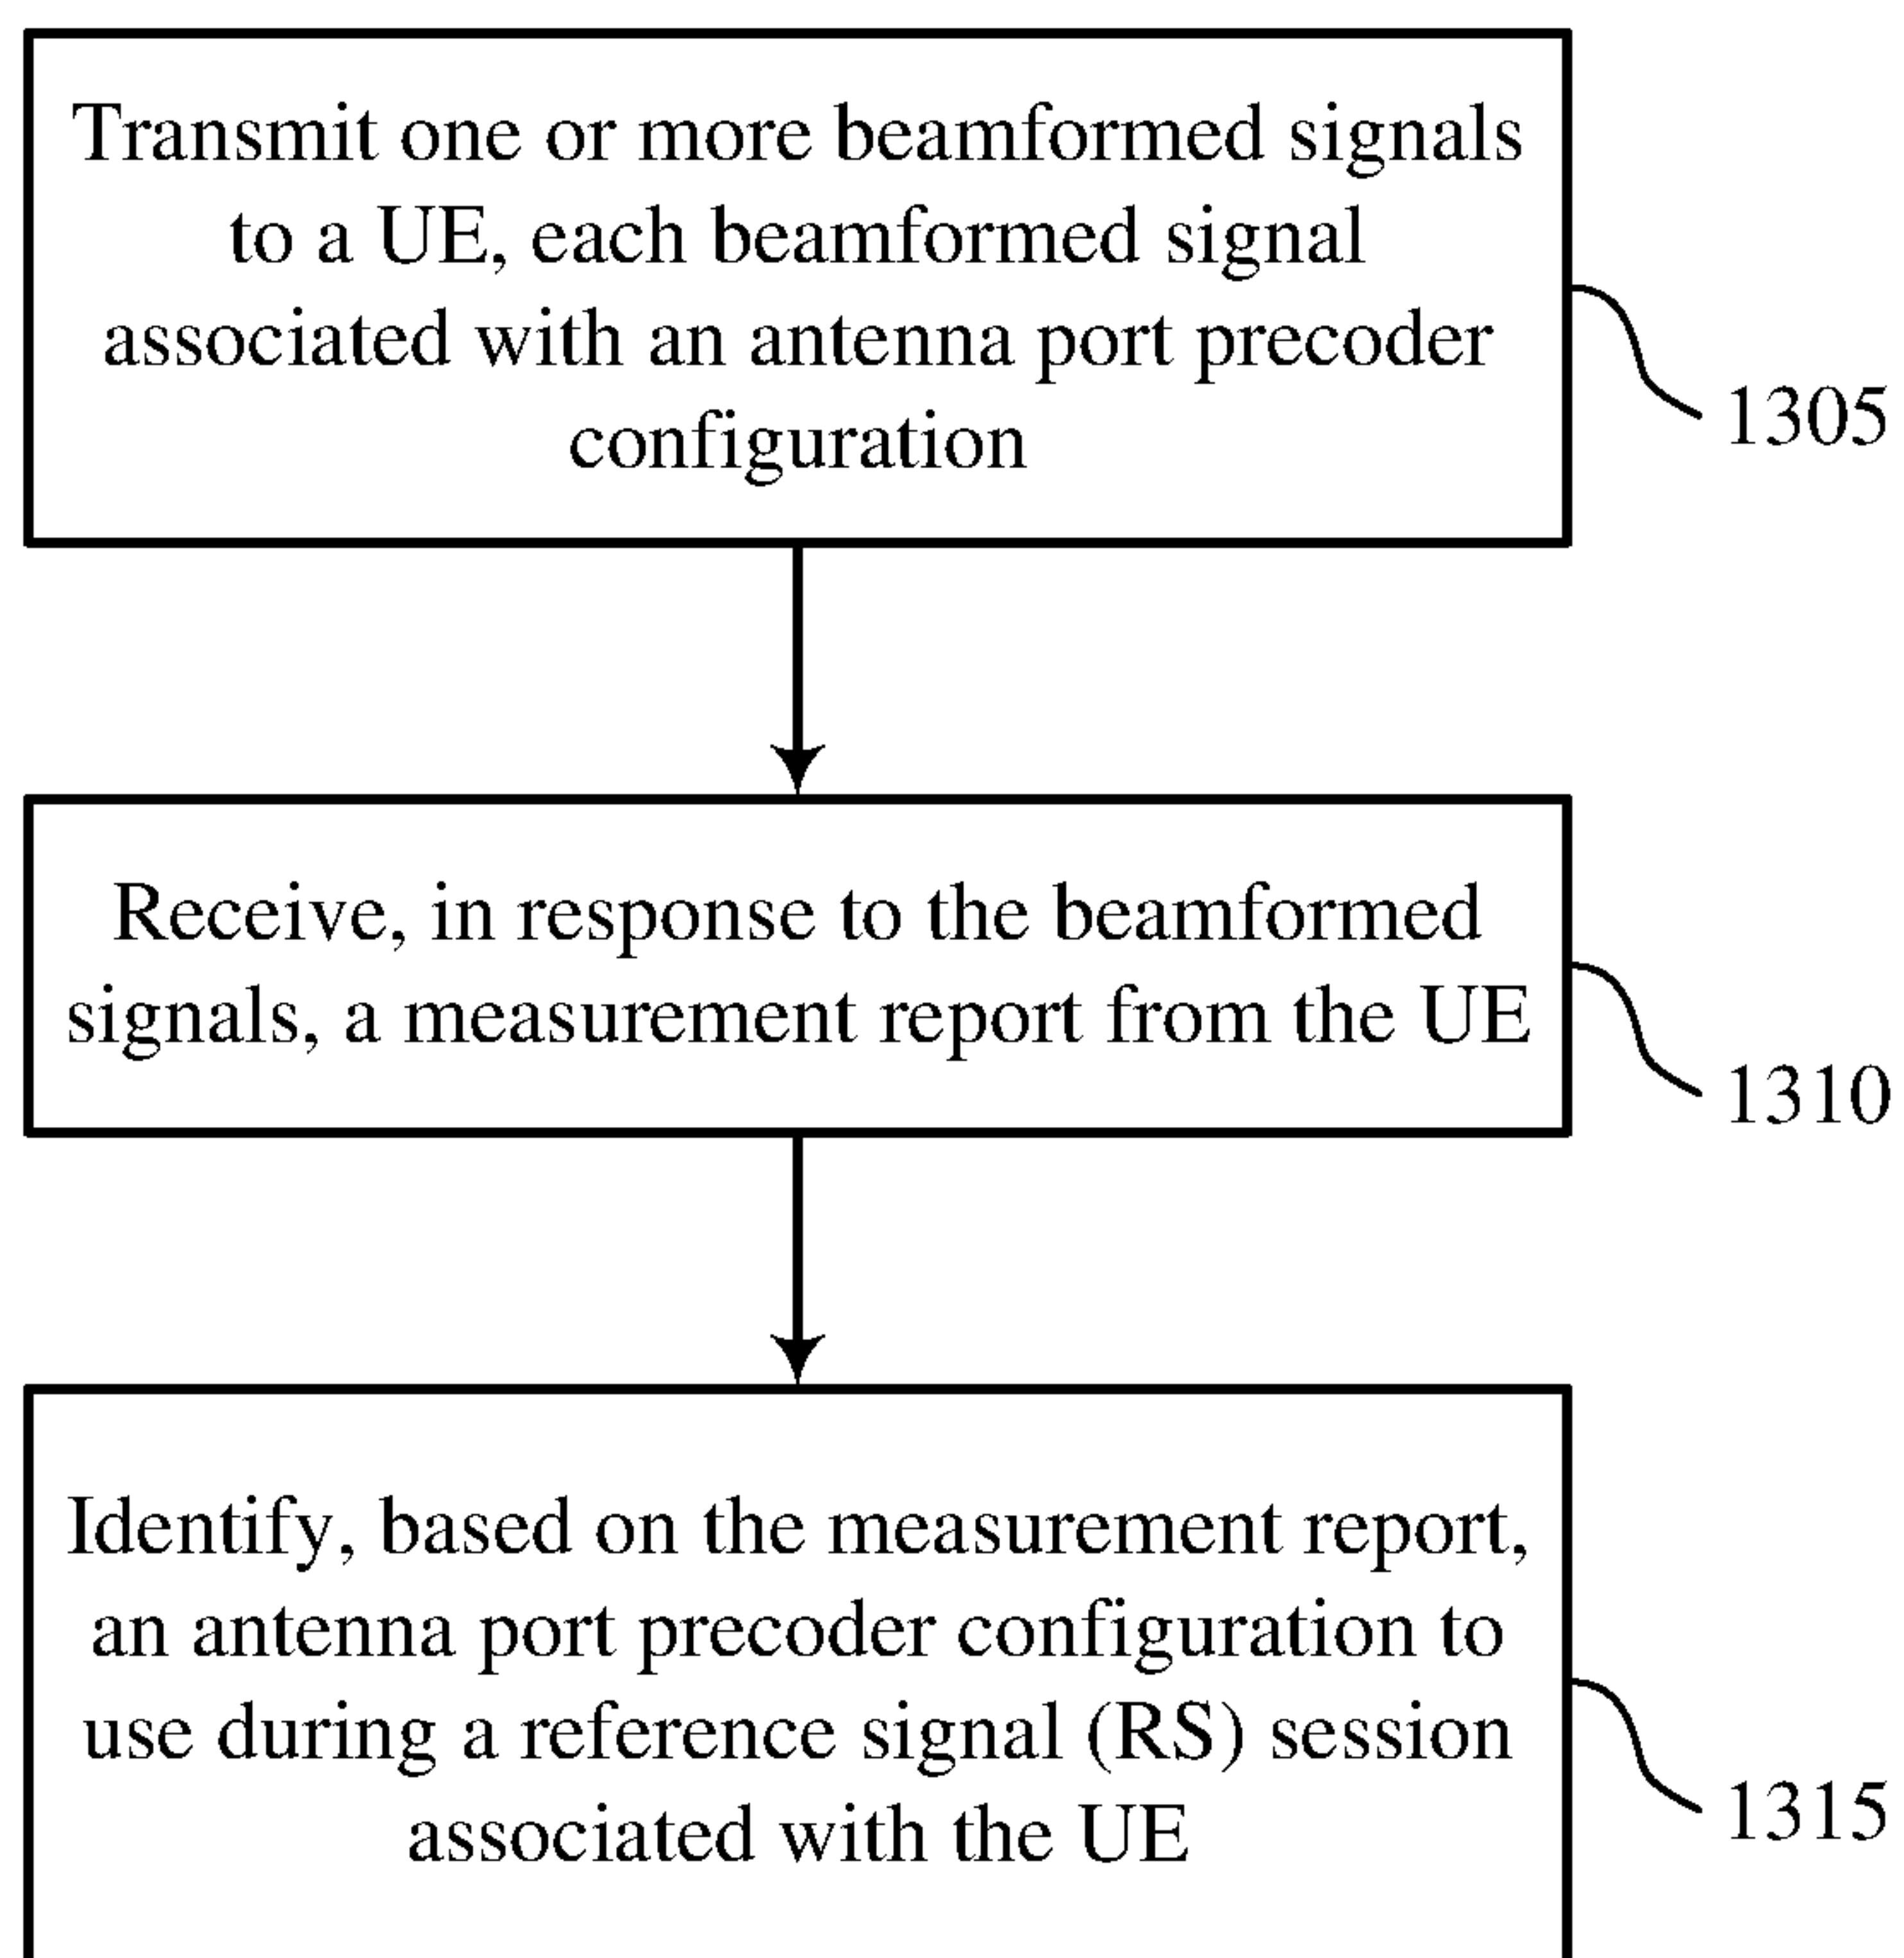 Transmit one or more beamformed signals
to a UE, each beamformed signal
associated with an antenna port precoder
configuration
1305
Receive, in response to the beamformed
signals, a measurement report from the UE
1310
Identify, based on the measurement report,
an antenna port precoder configuration to
use during a reference signal (RS) session
associated with the UE
1315